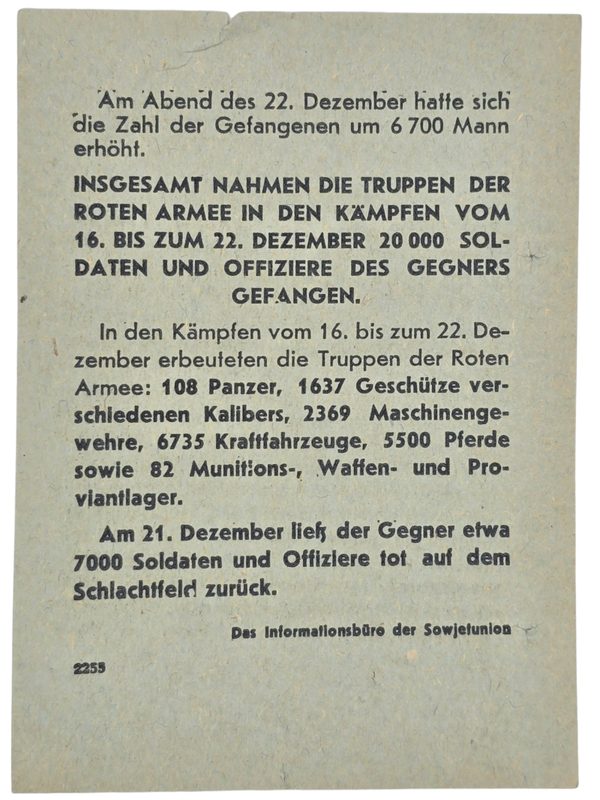 Am Abend des 22. Dezember hatte sich
die Zahl der Gefangenen um 6 700 Mann
erhöht.
INSGESAMT NAHMEN DIE TRUPPEN DER
ROTEN ARMEE IN DEN KÄMPFEN VOM
16. BIS ZUM 22. DEZEMBER 20 000 SOL-
DATEN UND OFFIZIERE DES GEGNERS
GEFANGEN.
In den Kämpfen vom 16. bis zum 22. De-
zember erbeuteten die Truppen der Roten
Armee: 108 Panzer, 1637 Geschütze ver-
schiedenen Kalibers, 2369 Maschinenge-
wehre, 6735 Kraftfahrzeuge, 5500 Pferde
sowie 82 Munitions-, Waffen- und Pro-
viantlager.
Am 21. Dezember ließ der Gegner etwa
7000 Soldaten und Offiziere tot auf dem
Schlachtfeld zurück.
Das Informationsbüro der Sowjetunion
2255